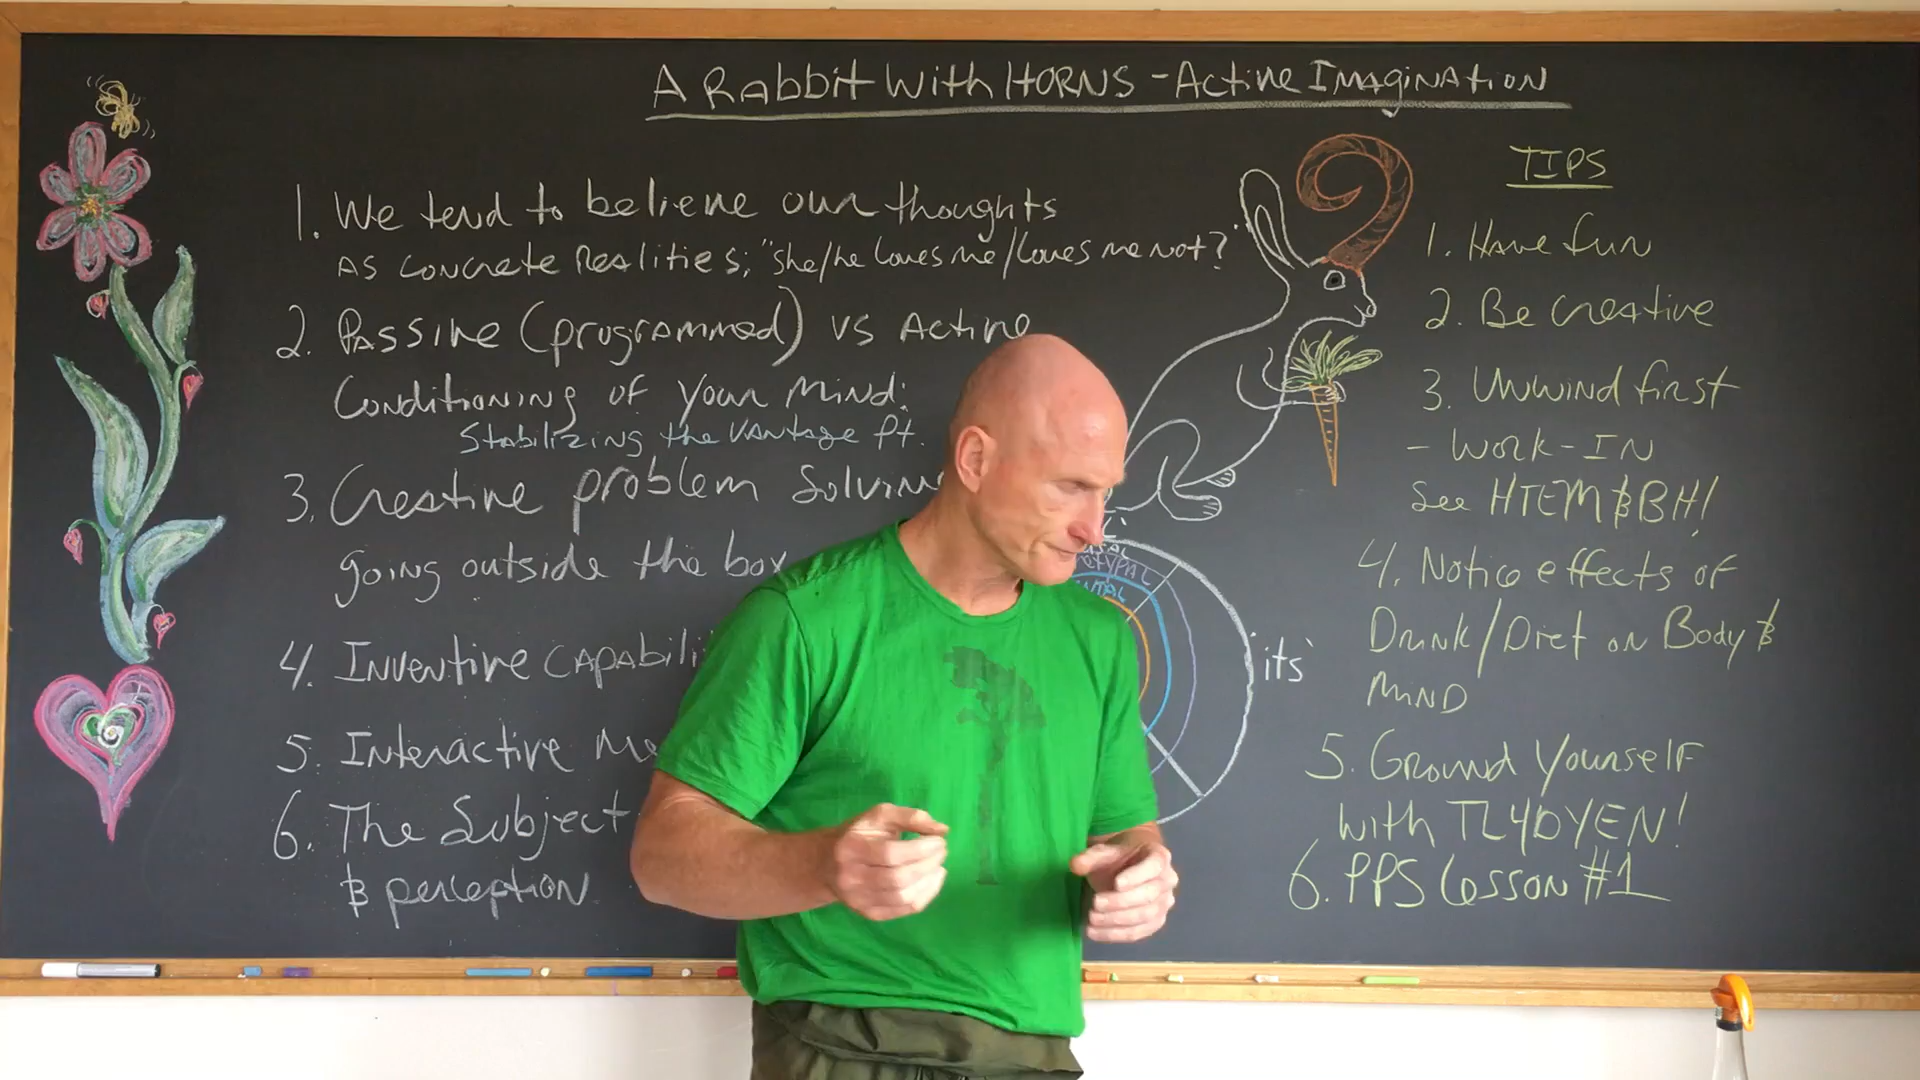 A Rabbit With HORNS - Active IMAginATION
1. We tend to believe our thoughts
AS CONCRETE Realities; "She/he Loves me/Loves me not?"
2. PASSIVE (programmed) VS Active
Conditioning of your Mind:
Stabilizing the VANTAGE Pt.
3. Creative problem Solving
going outside the box
4. INVENTIVE CAPABili
5. Interactive Me
6. The Subject
& perception
MENTAL
'its'
TIPS
1. Have fun
2. Be Creative
3. Unwind first
- WORK-IN
See HTEM&BH!
4. Notice effects of
Drink/Diet on Body &
MIND
5. Ground Yourself
with TL4DYEN!
6. PPS Lesson #1